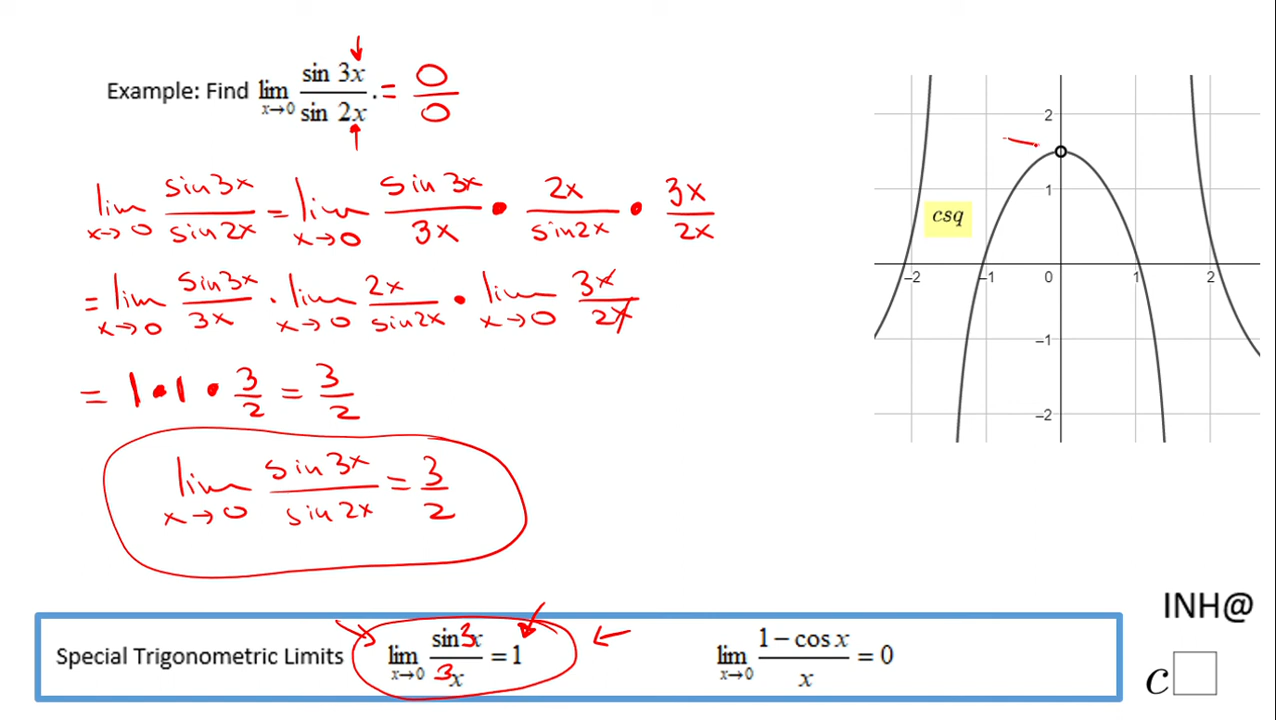 Example: Find lim x→0 sin 3x / sin 2x . = 0/0
lim x→0 sin3x / sin2x = lim x→0 sin3x / 3x • 2x / sin2x • 3x / 2x
= lim x→0 sin3x / 3x · lim x→0 2x / sin2x • lim x→0 3x / 2x
= 1 • 1 • 3/2 = 3/2
lim x→0 sin3x / sin2x = 3/2
csq
2
1
−2 −1 0 1 2
−1
−2
INH@
Special Trigonometric Limits lim x→0 sin3x / 3x = 1 lim x→0 1 − cos x / x = 0
c